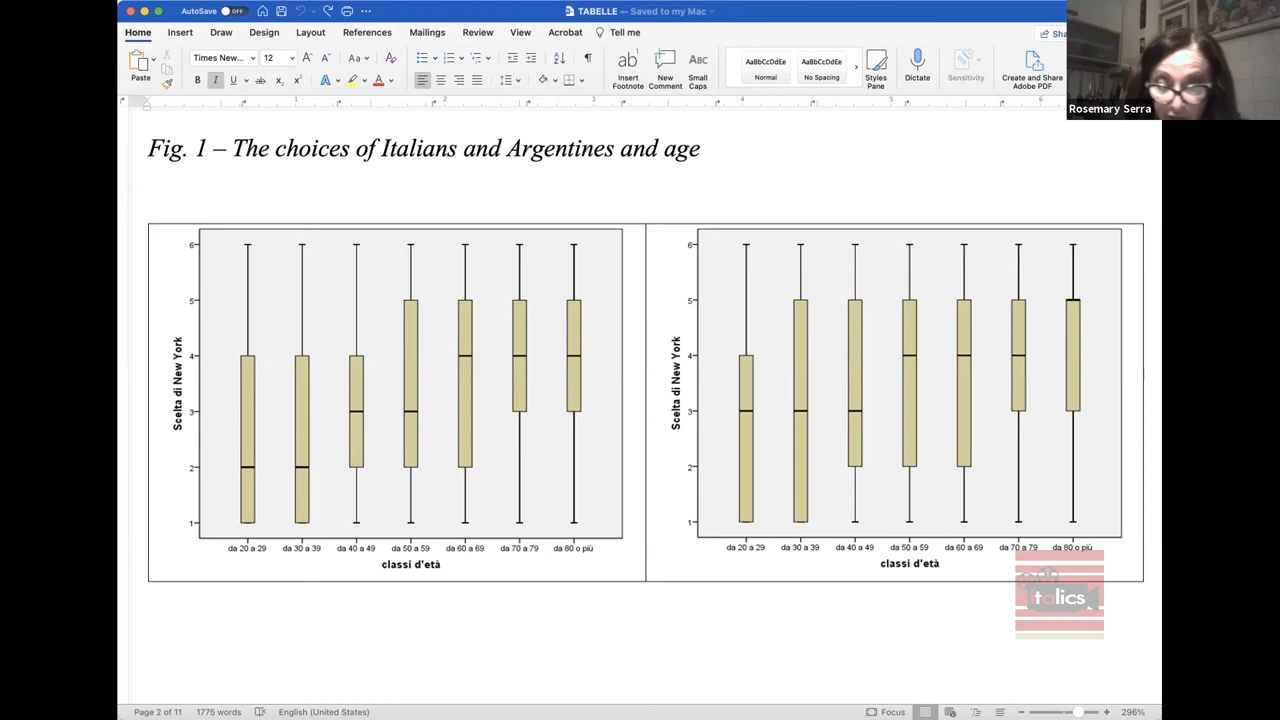 AutoSave OFF
TABELLE — Saved to my Mac
Home Insert Draw Design Layout References Mailings Review View Acrobat Tell me
Sha
Paste
Times New... 12
Insert Footnote
New Comment
Small Caps
AaBbCcDdEe
Normal
AaBbCcDdEe
No Spacing
Styles Pane
Dictate
Sensitivity
Create and Share Adobe PDF
Rosemary Serra
Fig. 1 – The choices of Italians and Argentines and age
Scelta di New York
6
5
4
3
2
1
da 20 a 29 da 30 a 39 da 40 a 49 da 50 a 59 da 60 a 69 da 70 a 79 da 80 o più
classi d'età
Scelta di New York
6
5
4
3
2
1
da 20 a 29 da 30 a 39 da 40 a 49 da 50 a 59 da 60 a 69 da 70 a 79 da 80 o più
classi d'età
italics
Page 2 of 11 1775 words English (United States) Focus 296%